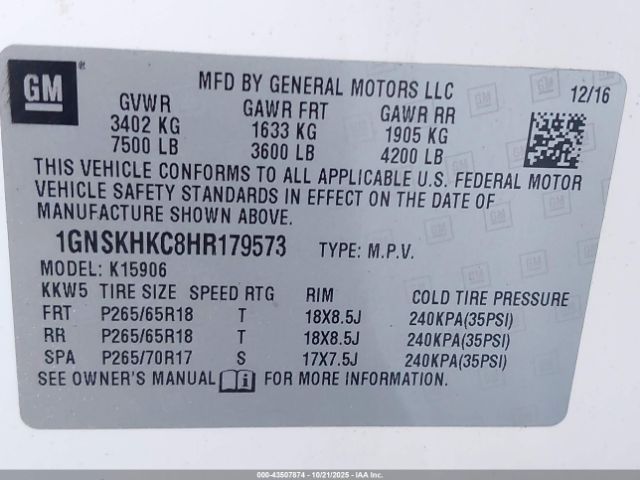 GM
MFD BY GENERAL MOTORS LLC 12/16
GVWR GAWR FRT GAWR RR
3402 KG 1633 KG 1905 KG
7500 LB 3600 LB 4200 LB
THIS VEHICLE CONFORMS TO ALL APPLICABLE U.S. FEDERAL MOTOR
VEHICLE SAFETY STANDARDS IN EFFECT ON THE DATE OF
MANUFACTURE SHOWN ABOVE.
1GNSKHKC8HR179573 TYPE: M.P.V.
MODEL: K15906
KKW5 TIRE SIZE SPEED RTG RIM COLD TIRE PRESSURE
FRT P265/65R18 T 18X8.5J 240KPA(35PSI)
RR P265/65R18 T 18X8.5J 240KPA(35PSI)
SPA P265/70R17 S 17X7.5J 240KPA(35PSI)
SEE OWNER'S MANUAL FOR MORE INFORMATION.
000-43507874 | 10/21/2025 | IAA Inc. Copyright